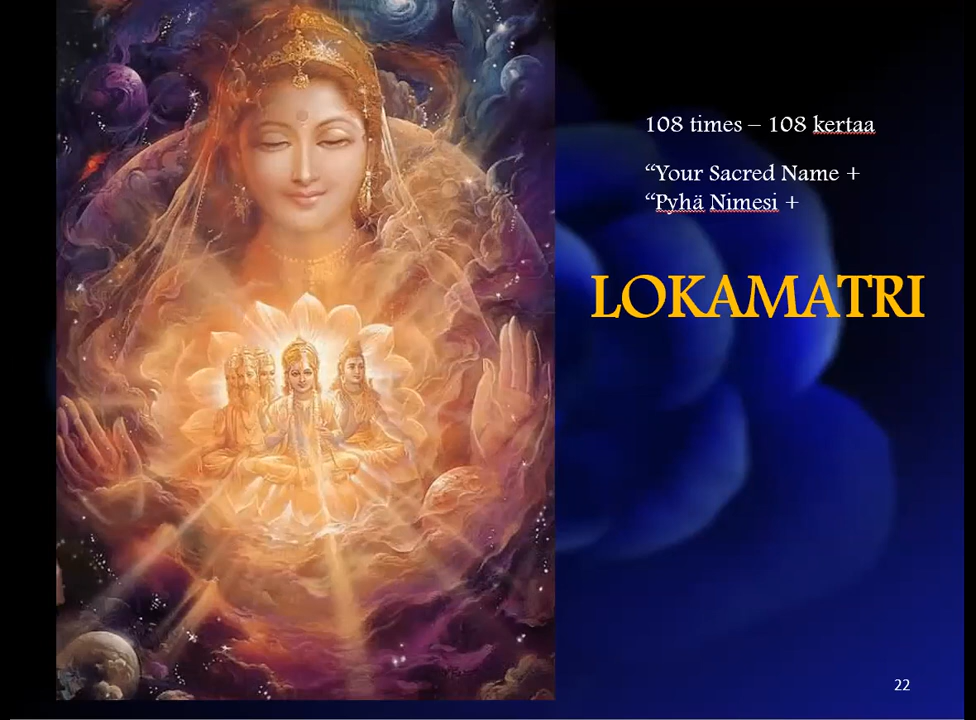 108 times – 108 kertaa
“Your Sacred Name +
“Pyhä Nimesi +
LOKAMATRI
22